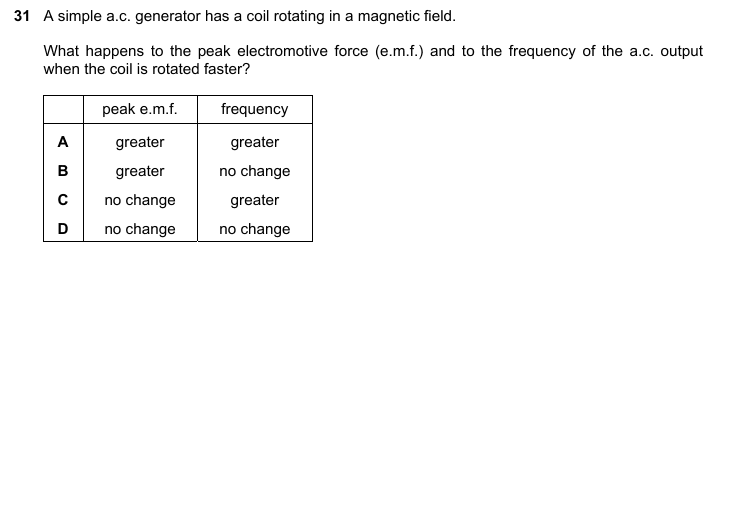 31 A simple a.c. generator has a coil rotating in a magnetic field.
What happens to the peak electromotive force (e.m.f.) and to the frequency of the a.c. output
when the coil is rotated faster?
peak e.m.f. frequency
A greater greater
B greater no change
C no change greater
D no change no change